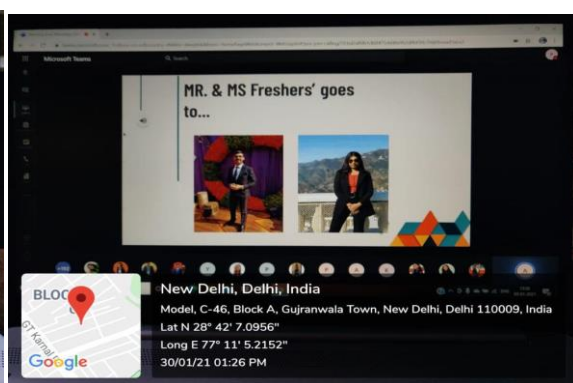 Microsoft Teams
Search
MR. & MS Freshers' goes
to...
BLOC
GT Karnal
Google
New Delhi, Delhi, India
Model, C-46, Block A, Gujranwala Town, New Delhi, Delhi 110009, India
Lat N 28° 42' 7.0956"
Long E 77° 11' 5.2152"
30/01/21 01:26 PM